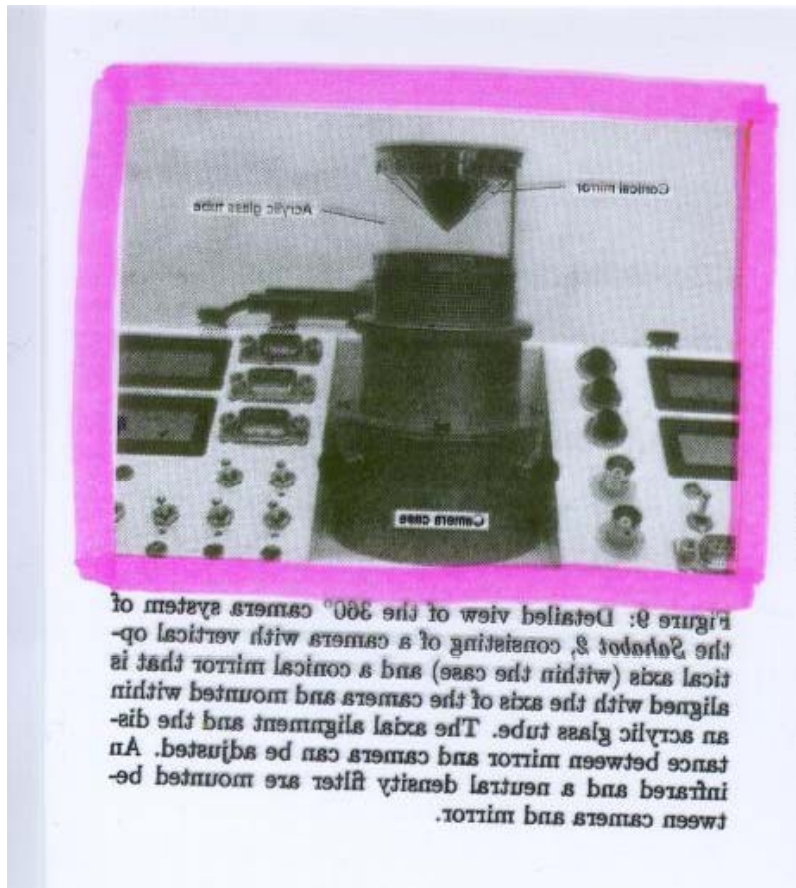 Conical mirror
Acrylic glass tube
Camera case
Figure 9: Detailed view of the 360° camera system of
the Sahabot 2, consisting of a camera with vertical op-
tical axis (within the case) and a conical mirror that is
aligned with the axis of the camera and mounted within
an acrylic glass tube. The axial alignment and the dis-
tance between mirror and camera can be adjusted. An
infrared and a neutral density filter are mounted be-
tween camera and mirror.